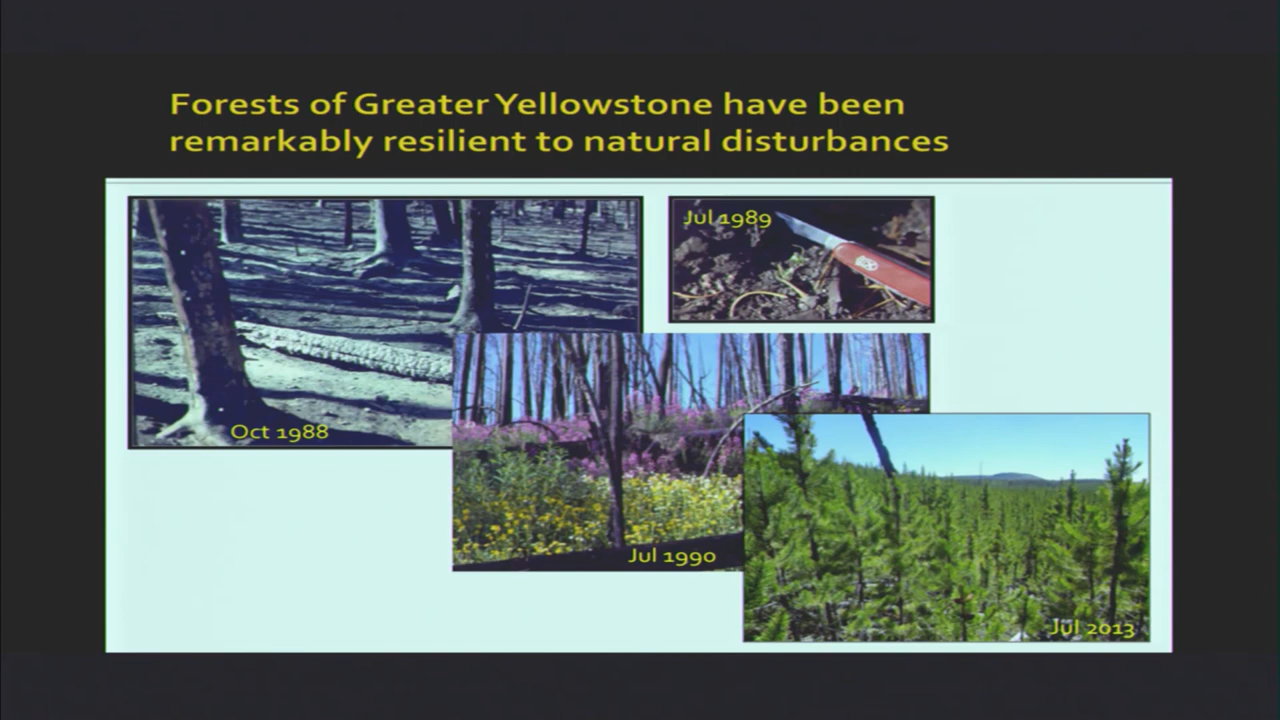 Forests of Greater Yellowstone have been
remarkably resilient to natural disturbances
Jul 1989
Oct 1988
Jul 1990
Jul 2013